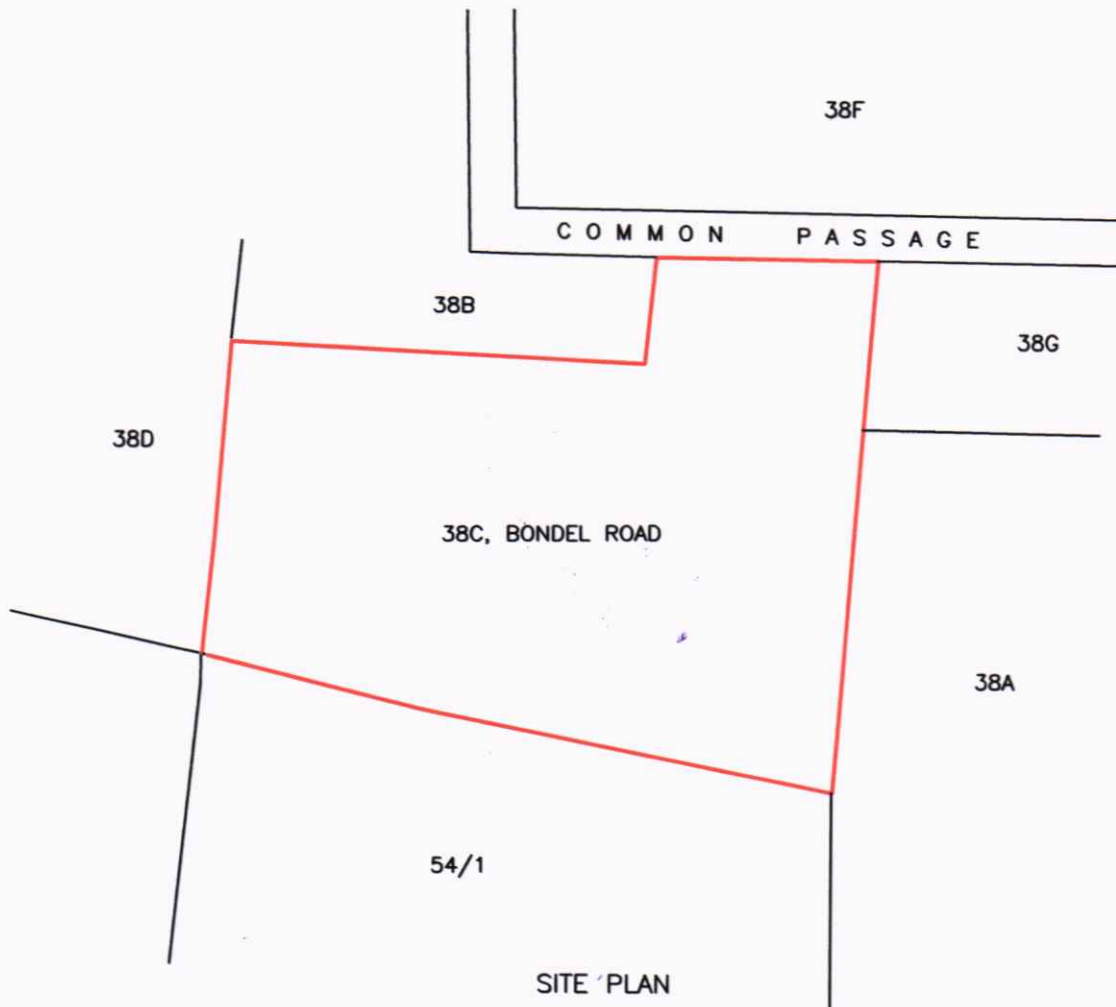 38F
COMMON PASSAGE
38B
38G
38D
38C, BONDEL ROAD
38A
54/1
SITE PLAN